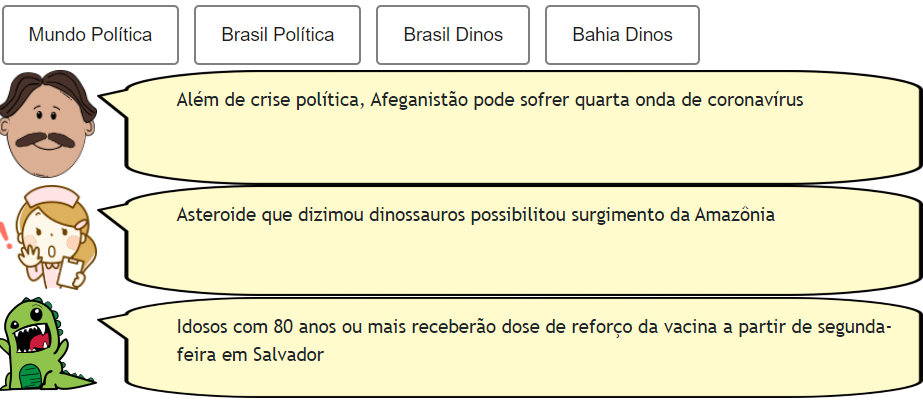 Mundo Política
Brasil Política
Brasil Dinos
Bahia Dinos
Além de crise política, Afeganistão pode sofrer quarta onda de coronavírus
Asteroide que dizimou dinossauros possibilitou surgimento da Amazônia
Idosos com 80 anos ou mais receberão dose de reforço da vacina a partir de segunda-
feira em Salvador